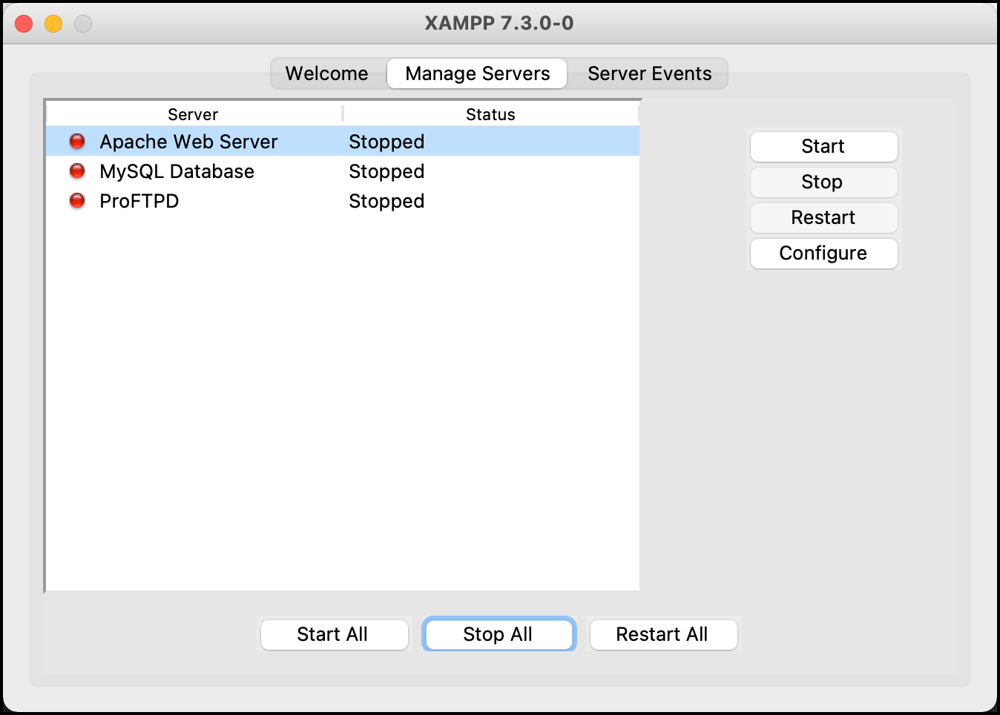 XAMPP 7.3.0-0
Welcome Manage Servers Server Events
Server Status
Apache Web Server Stopped
MySQL Database Stopped
ProFTPD Stopped
Start
Stop
Restart
Configure
Start All Stop All Restart All